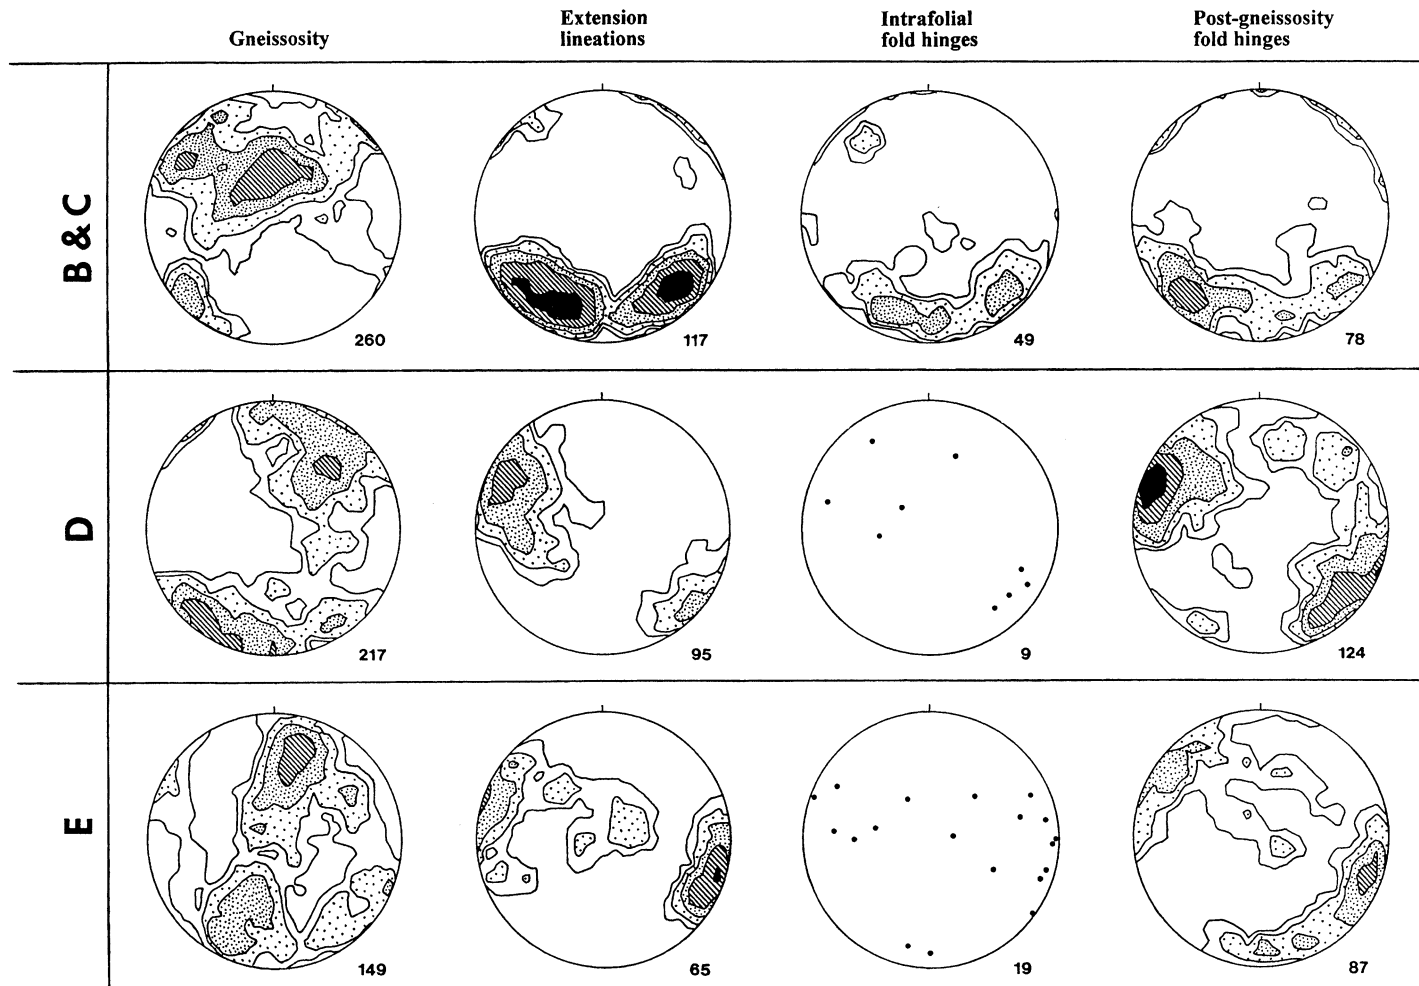 Gneissosity
Extension
lineations
Intrafolial
fold hinges
Post-gneissosity
fold hinges
B & C
260
117
49
78
D
217
95
9
124
E
149
65
19
87